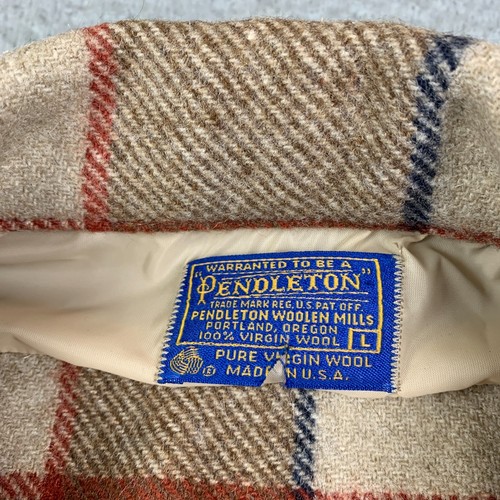 WARRANTED TO BE A
"PENDLETON"
TRADE MARK REG. U.S. PAT. OFF.
PENDLETON WOOLEN MILLS
PORTLAND, OREGON
100% VIRGIN WOOL L
PURE VIRGIN WOOL
® MADE IN U.S.A.